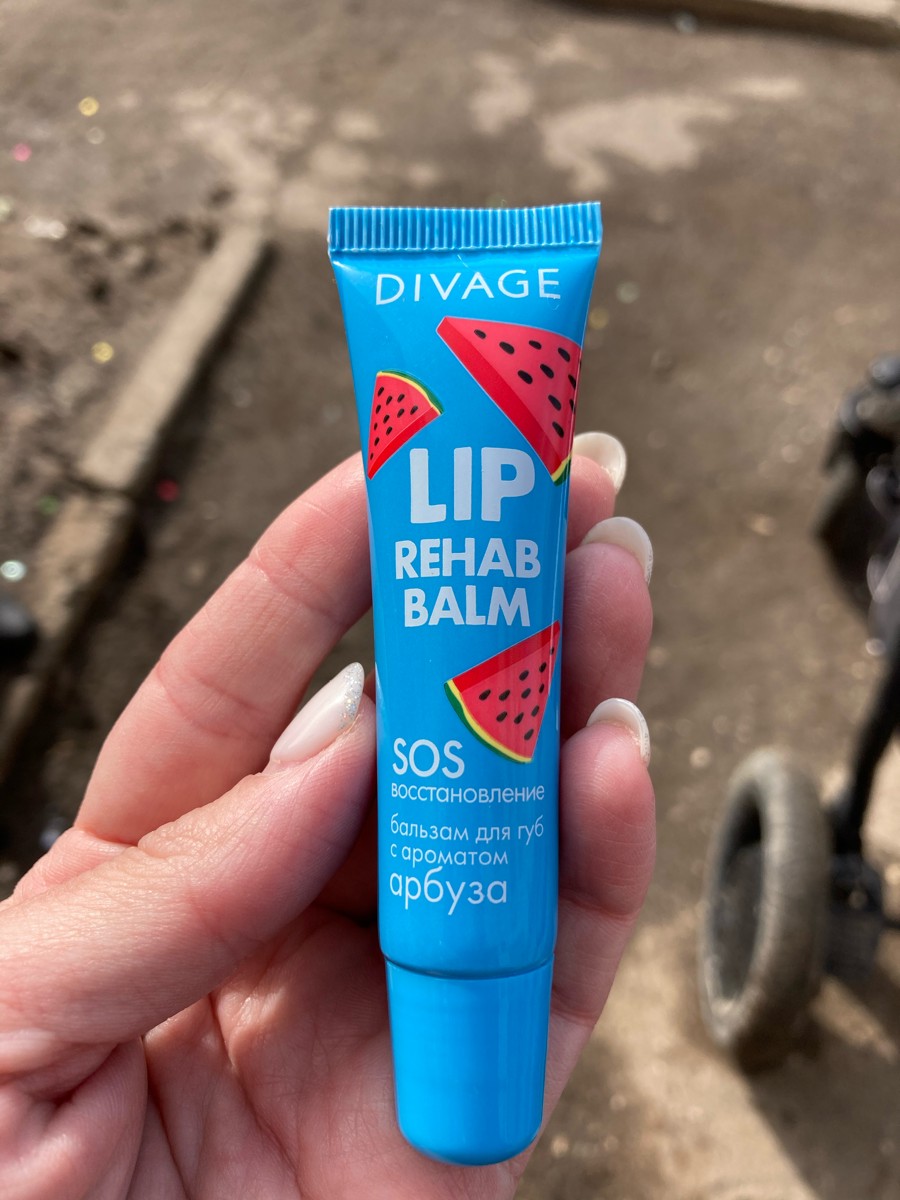 DIVAGE
LIP
REHAB
BALM
SOS
восстановление
бальзам для губ
с ароматом
арбуза